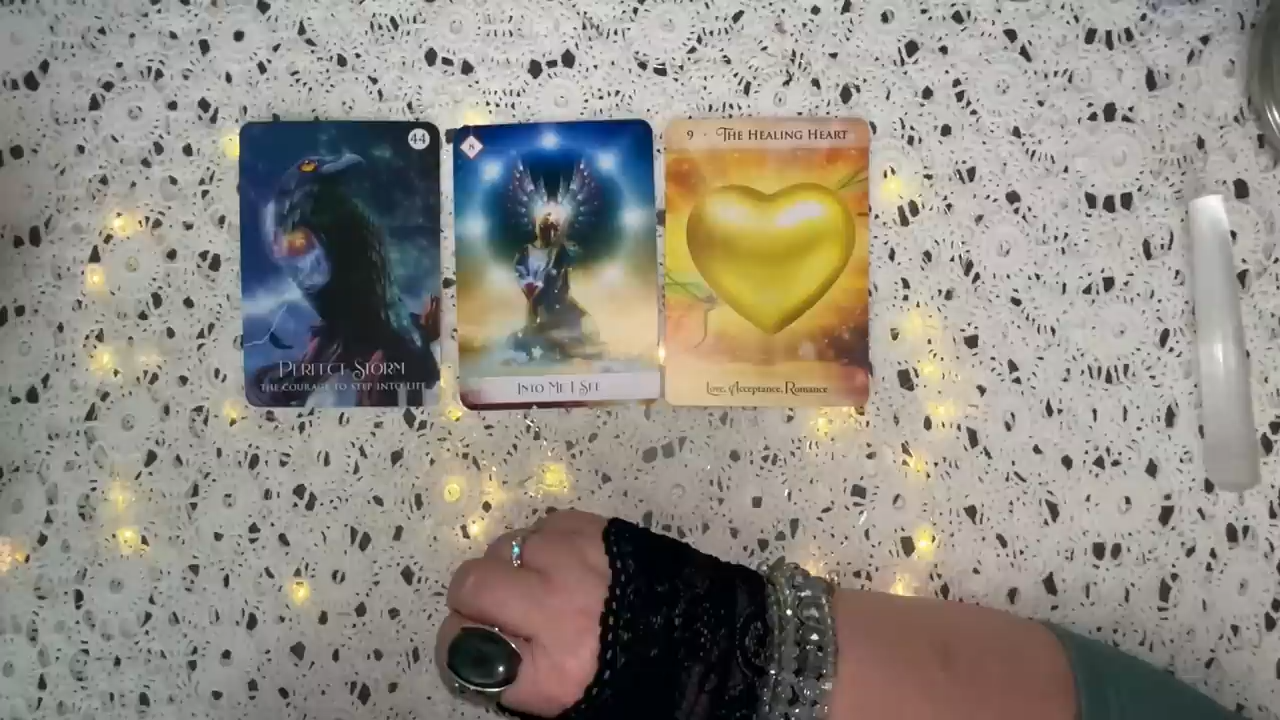 44
PERFECT STORM
THE COURAGE TO STEP INTO LIFE
8
INTO ME I SEE
9 · THE HEALING HEART
Love, Acceptance, Romance